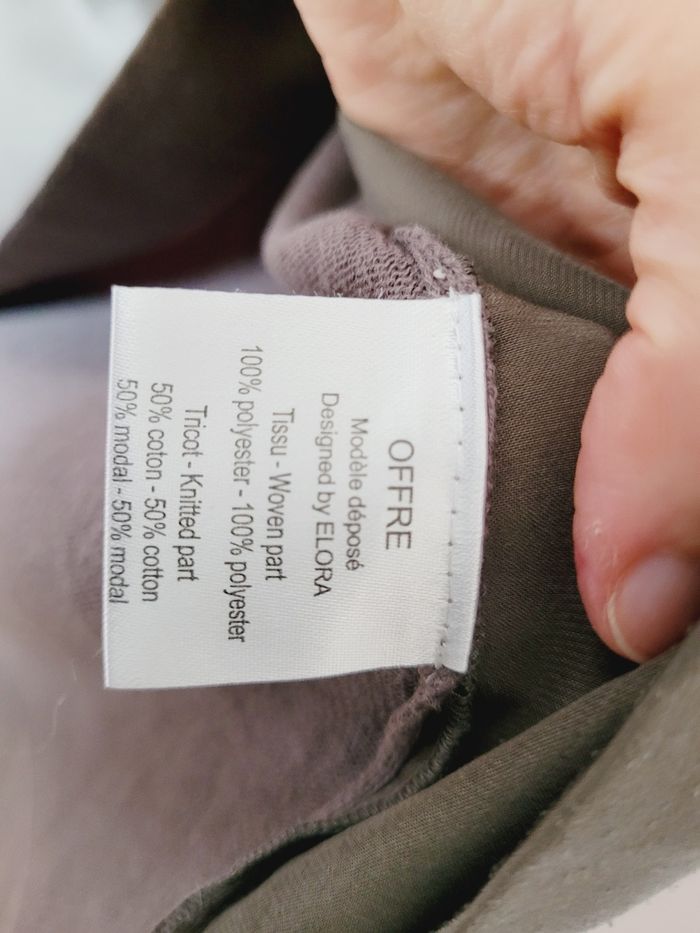 OFFRE
Modèle déposé
Designed by ELORA
Tissu - Woven part
100% polyester - 100% polyester
Tricot - Knitted part
50% coton - 50% cotton
50% modal - 50% modal